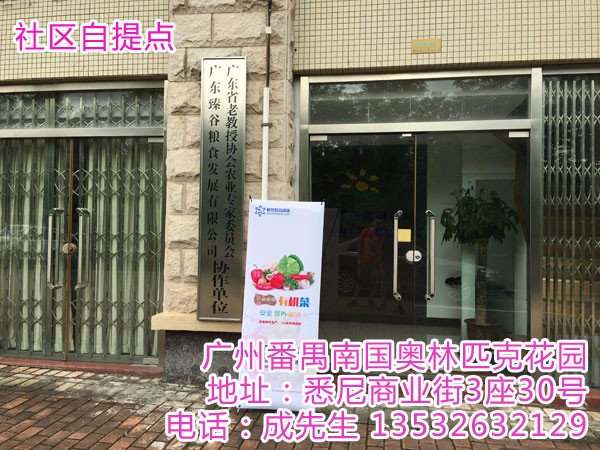 社区自提点
广东省老教授协会农业专家委员会
广东臻谷粮食发展有限公司
协作单位
有机菜
安全 营养
广州番禺南国奥林匹克花园
地址：悉尼商业街3座30号
电话：成先生 13532632129